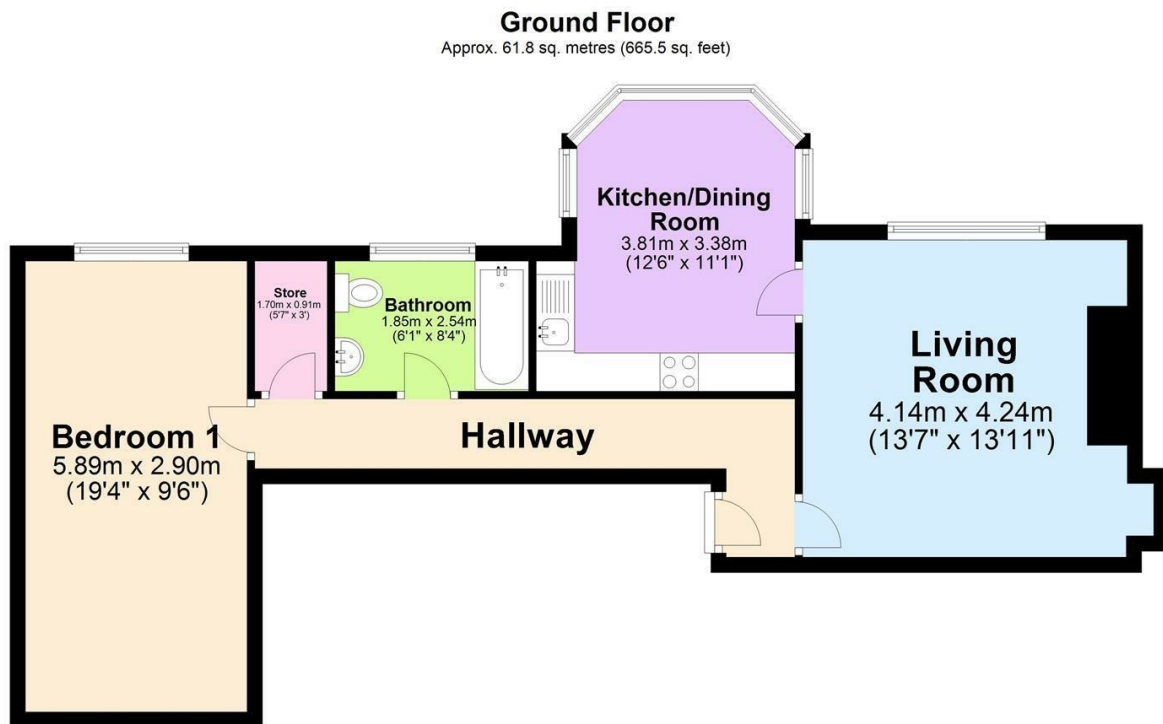 Ground Floor
Approx. 61.8 sq. metres (665.5 sq. feet)
Kitchen/Dining
Room
3.81m x 3.38m
(12'6" x 11'1")
Store
1.70m x 0.91m
(5'7" x 3')
Bathroom
1.85m x 2.54m
(6'1" x 8'4")
Living
Room
4.14m x 4.24m
(13'7" x 13'11")
Bedroom 1
5.89m x 2.90m
(19'4" x 9'6")
Hallway